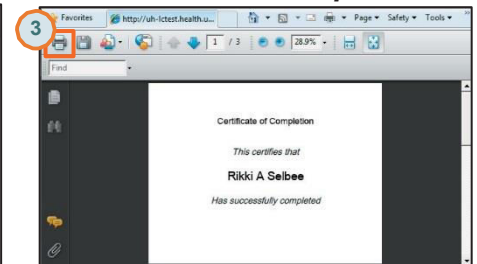 Favorites http://uh-lctest.health.u... Page Safety Tools
3
1 / 3 28.9%
Find
Certificate of Completion
This certifies that
Rikki A Selbee
Has successfully completed